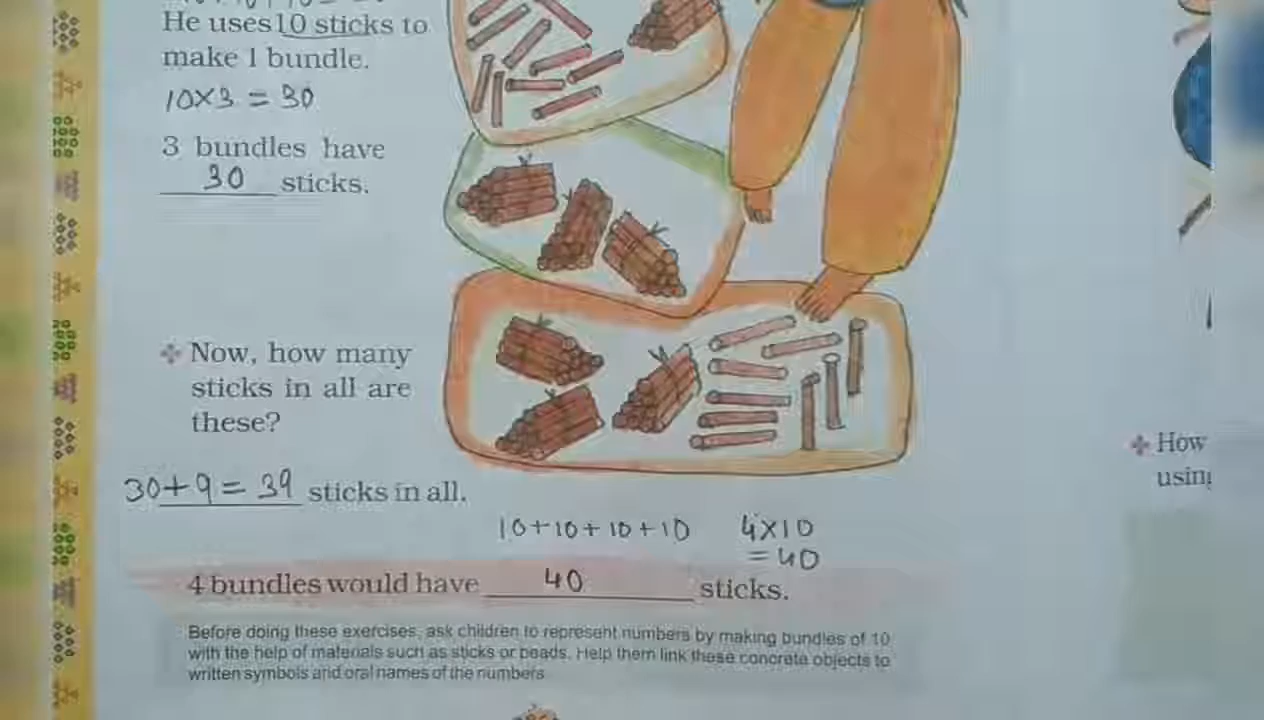 He uses 10 sticks to
make 1 bundle.
10×3 = 30
3 bundles have
30 sticks.
Now, how many
sticks in all are
these?
30+9 = 39 sticks in all.
10+10+10+10
4×10
=40
4 bundles would have 40 sticks.
Before doing these exercises, ask children to represent numbers by making bundles of 10
with the help of materials such as sticks or beads. Help them link these concrete objects to
written symbols and oral names of the numbers
How